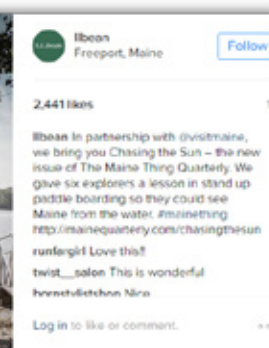 llbean
Freeport, Maine
Follow
2,441 likes
llbean In partnership with @visitmaine,
we bring you Chasing the Sun – the new
issue of The Maine Thing Quarterly. We
gave six explorers a lesson in stand up
paddle boarding so they could see
Maine from the water. #mainething
http://mainequarterly.com/chasingthesun
runfargirl Love this!!
twist__salon This is wonderful
hornstylistshop Nice
Log in to like or comment.